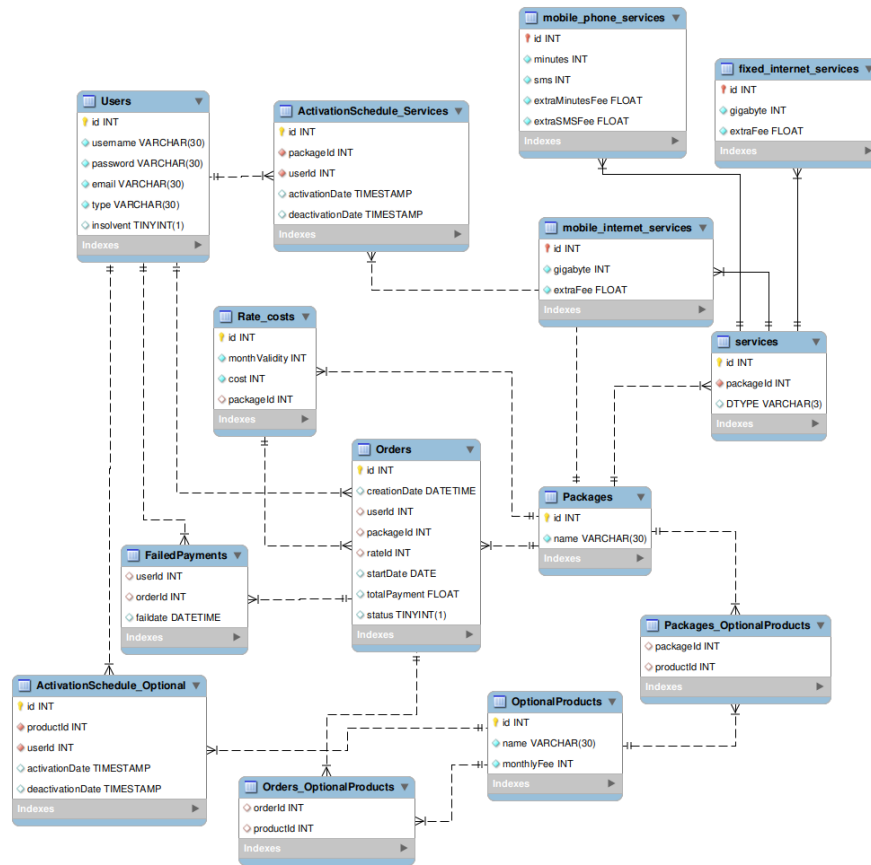 mobile_phone_services
id INT
minutes INT
sms INT
extraMinutesFee FLOAT
extraSMSFee FLOAT
Indexes
fixed_internet_services
id INT
gigabyte INT
extraFee FLOAT
Indexes
Users
id INT
username VARCHAR(30)
password VARCHAR(30)
email VARCHAR(30)
type VARCHAR(30)
insolvent TINYINT(1)
Indexes
ActivationSchedule_Services
id INT
packageId INT
userId INT
activationDate TIMESTAMP
deactivationDate TIMESTAMP
Indexes
mobile_internet_services
id INT
gigabyte INT
extraFee FLOAT
Indexes
Rate_costs
id INT
monthValidity INT
cost INT
packageId INT
Indexes
services
id INT
packageId INT
DTYPE VARCHAR(3)
Indexes
Orders
id INT
creationDate DATETIME
userId INT
packageId INT
rateId INT
startDate DATE
totalPayment FLOAT
status TINYINT(1)
Indexes
Packages
id INT
name VARCHAR(30)
Indexes
FailedPayments
userId INT
orderId INT
faildate DATETIME
Indexes
Packages_OptionalProducts
packageId INT
productId INT
Indexes
ActivationSchedule_Optional
id INT
productId INT
userId INT
activationDate TIMESTAMP
deactivationDate TIMESTAMP
Indexes
OptionalProducts
id INT
name VARCHAR(30)
monthlyFee INT
Indexes
Orders_OptionalProducts
orderId INT
productId INT
Indexes